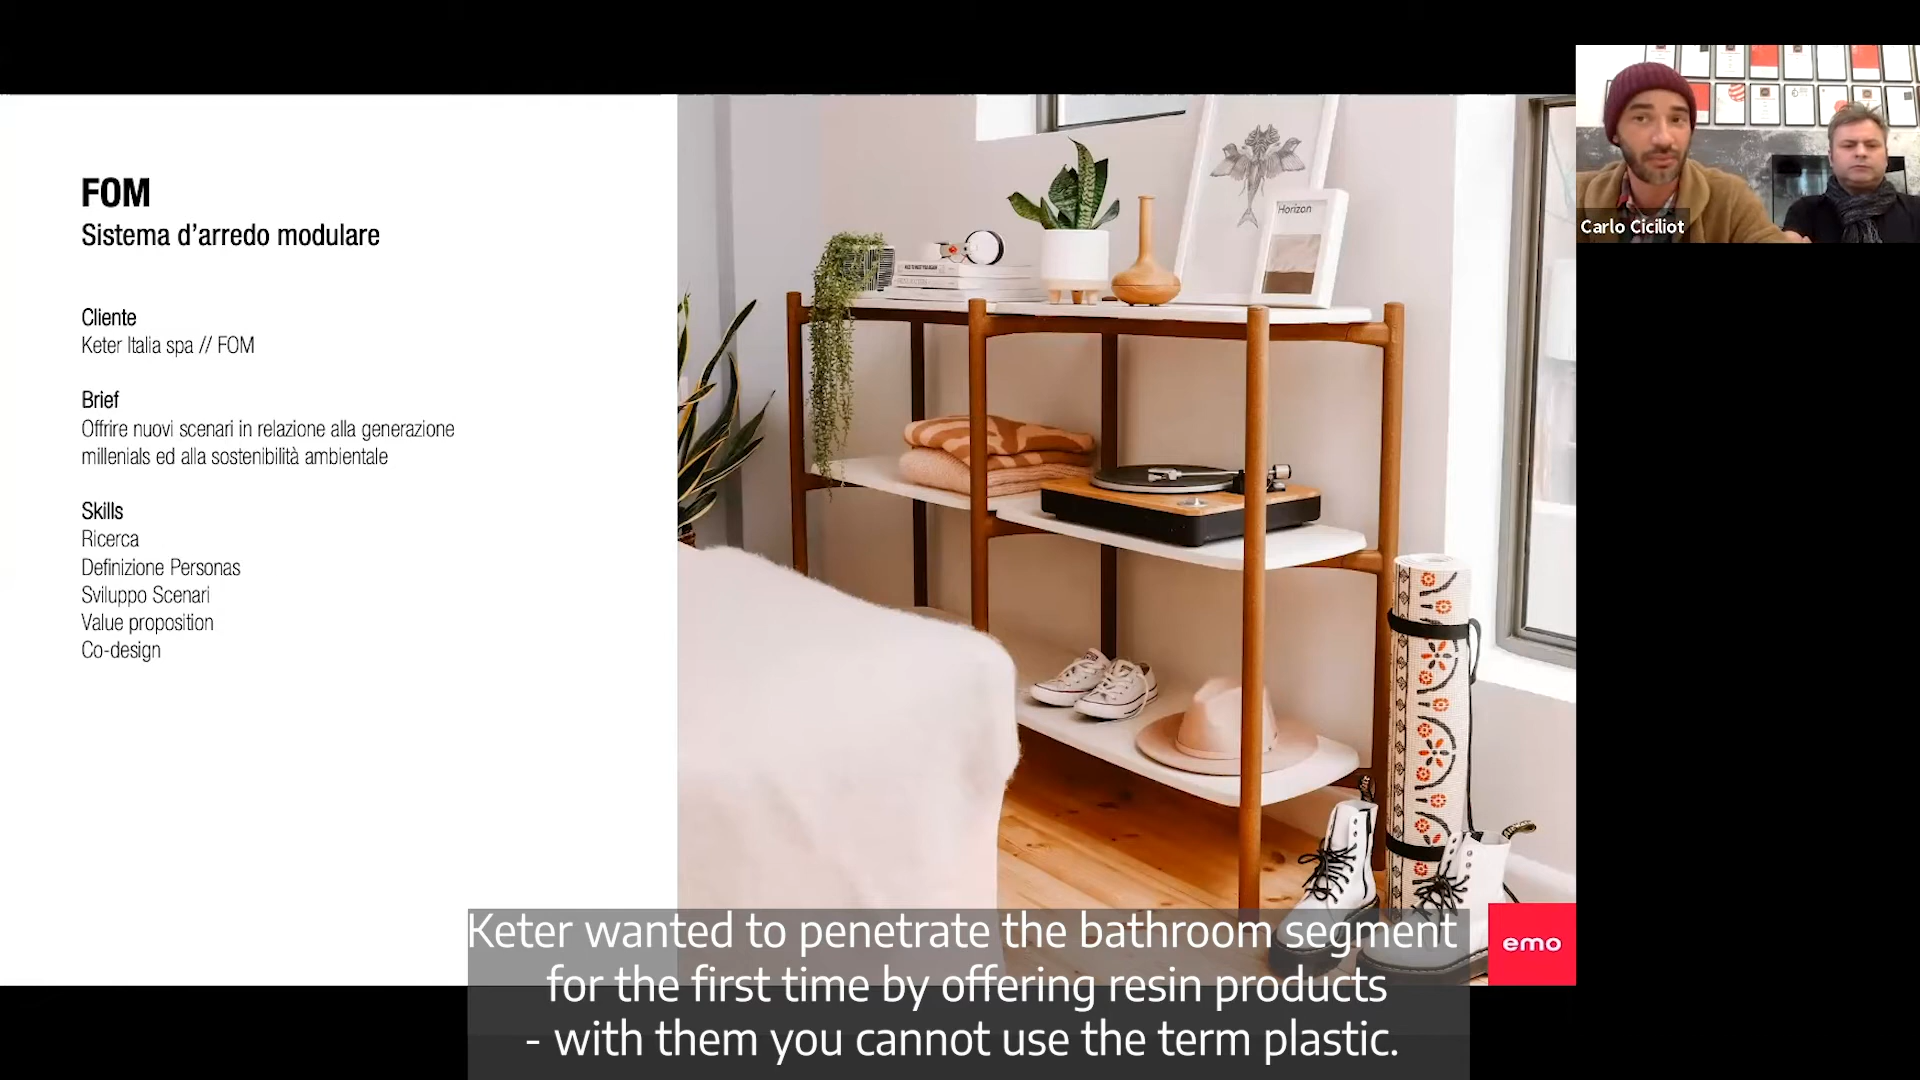 FOM
Sistema d’arredo modulare
Cliente
Keter Italia spa // FOM
Brief
Offrire nuovi scenari in relazione alla generazione
millenials ed alla sostenibilità ambientale
Skills
Ricerca
Definizione Personas
Sviluppo Scenari
Value proposition
Co-design
Horizon
Carlo Ciciliot
emo
Keter wanted to penetrate the bathroom segment
for the first time by offering resin products
- with them you cannot use the term plastic.